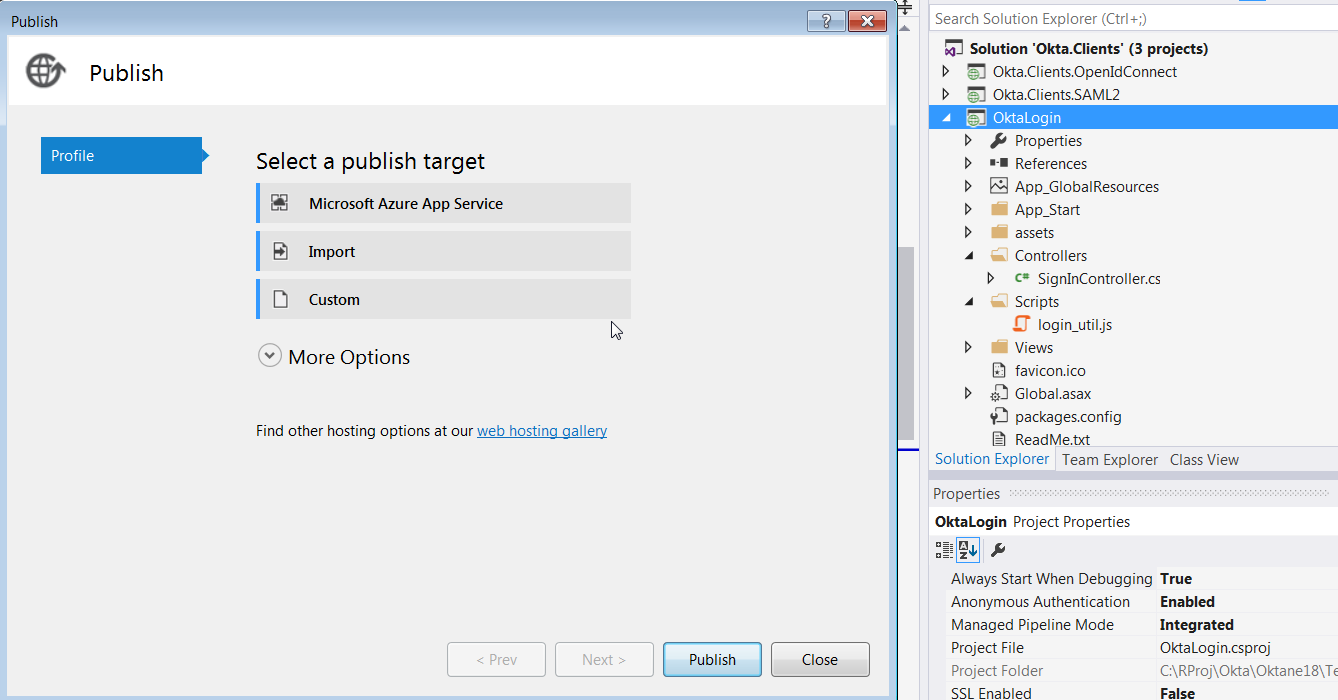 Publish
?
Publish
Profile
Select a publish target
Microsoft Azure App Service
Import
Custom
More Options
Find other hosting options at our web hosting gallery
< Prev
Next >
Publish
Close
Search Solution Explorer (Ctrl+;)
Solution 'Okta.Clients' (3 projects)
Okta.Clients.OpenIdConnect
Okta.Clients.SAML2
OktaLogin
Properties
References
App_GlobalResources
App_Start
assets
Controllers
C# SignInController.cs
Scripts
login_util.js
Views
favicon.ico
Global.asax
packages.config
ReadMe.txt
Solution Explorer Team Explorer Class View
Properties
OktaLogin Project Properties
Always Start When Debugging True
Anonymous Authentication Enabled
Managed Pipeline Mode Integrated
Project File OktaLogin.csproj
Project Folder C:\RProj\Okta\Oktane18\Te
SSL Enabled False